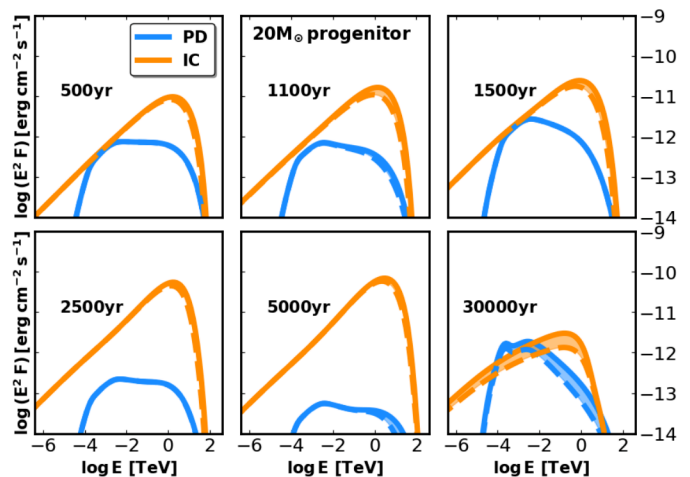 PD
IC
500yr
20M☉ progenitor
1100yr
1500yr
−9
−10
−11
−12
−13
−14
log (E² F) [erg cm⁻² s⁻¹]
2500yr
5000yr
30000yr
−9
−10
−11
−12
−13
−14
log (E² F) [erg cm⁻² s⁻¹]
−6 −4 −2 0 2
−6 −4 −2 0 2
−6 −4 −2 0 2
log E [TeV]
log E [TeV]
log E [TeV]